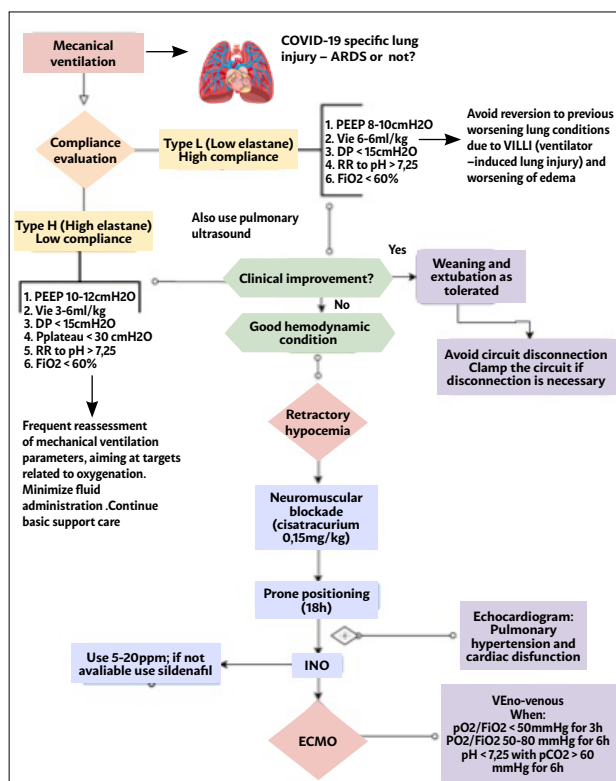 Mecanical
ventilation
COVID-19 specific lung
injury – ARDS or not?
Compliance
evaluation
Type L (Low elastane)
High compliance
1. PEEP 8-10cmH2O
2. Vie 6-6ml/kg
3. DP < 15cmH2O
4. RR to pH > 7,25
6. FiO2 < 60%
Avoid reversion to previous
worsening lung conditions
due to VILLI (ventilator
–induced lung injury) and
worsening of edema
Type H (High elastane)
Low compliance
Also use pulmonary
ultrasound
1. PEEP 10-12cmH2O
2. Vie 3-6ml/kg
3. DP < 15cmH2O
4. Pplateau < 30 cmH2O
5. RR to pH > 7,25
6. FiO2 < 60%
Clinical improvement?
Yes
Weaning and
extubation as
tolerated
No
Good hemodynamic
condition
Avoid circuit disconnection
Clamp the circuit if
disconnection is necessary
Frequent reassessment
of mechanical ventilation
parameters, aiming at targets
related to oxygenation.
Minimize fluid
administration .Continue
basic support care
Retractory
hypocemia
Neuromuscular
blockade
(cisatracurium
0,15mg/kg)
Prone positioning
(18h)
Echocardiogram:
Pulmonary
hypertension and
cardiac disfunction
INO
Use 5-20ppm; if not
avaliable use sildenafil
ECMO
VEno-venous
When:
pO2/FiO2 < 50mmHg for 3h
PO2/FiO2 50-80 mmHg for 6h
pH < 7,25 with pCO2 > 60
mmHg for 6h